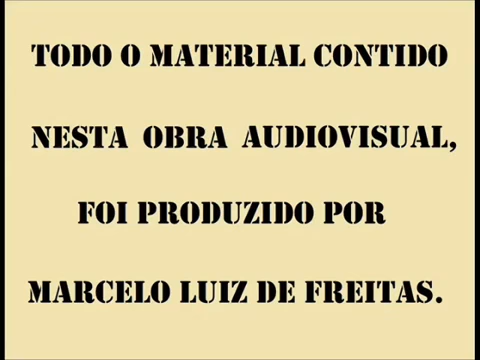 TODO O MATERIAL CONTIDO
NESTA OBRA AUDIOVISUAL,
FOI PRODUZIDO POR
MARCELO LUIZ DE FREITAS.